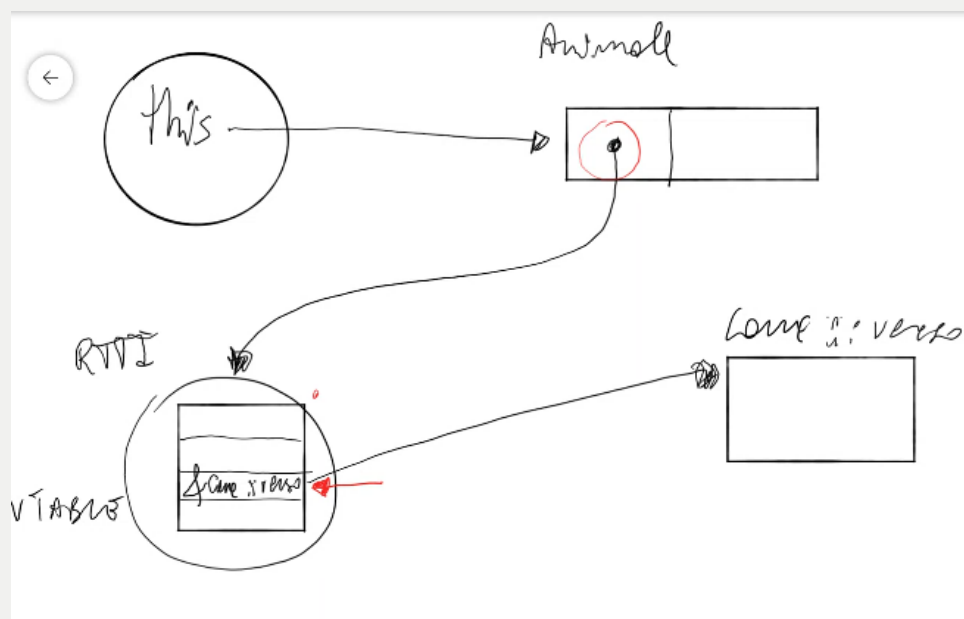 Animale
this
Cane :: verso
RTTI
&Cane :: verso
VTABLE